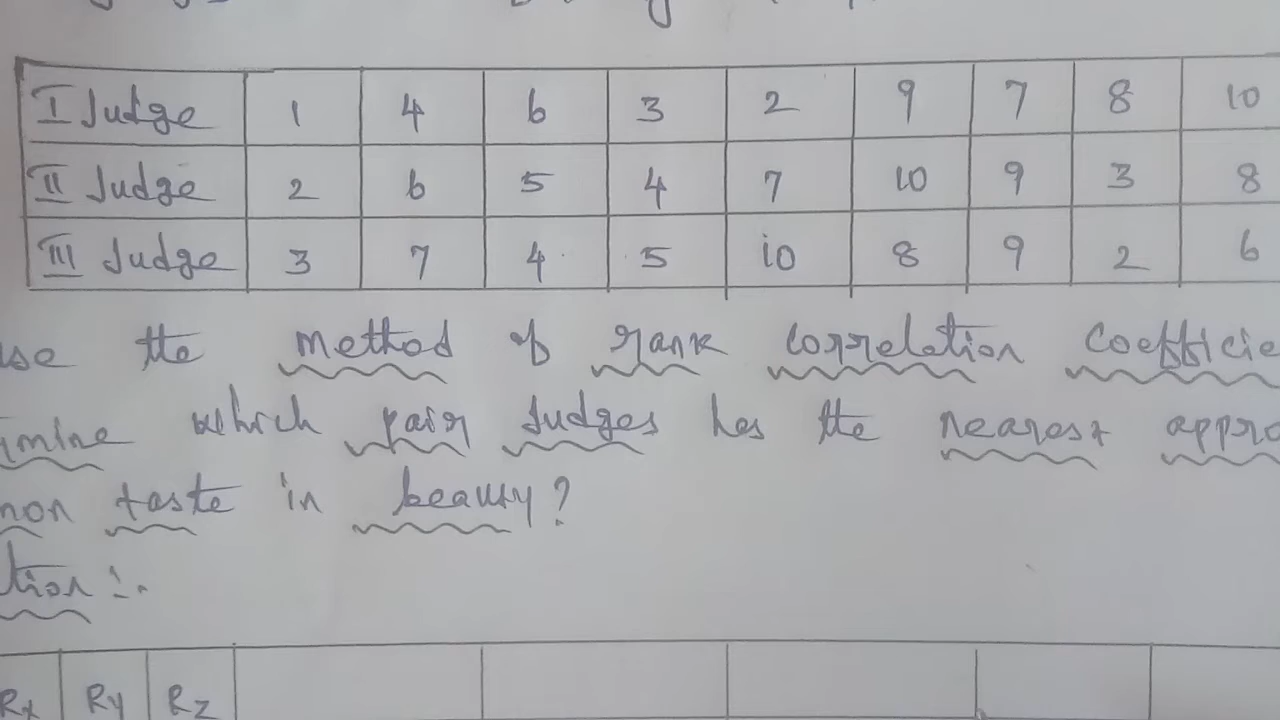 I Judge 1 4 6 3 2 9 7 8 10
II Judge 2 6 5 4 7 10 9 3 8
III Judge 3 7 4 5 10 8 9 2 6
use the method of rank correlation coefficie
mine which pair Judges has the nearest appro
mon taste in beauty?
tion :-
Rx Ry Rz